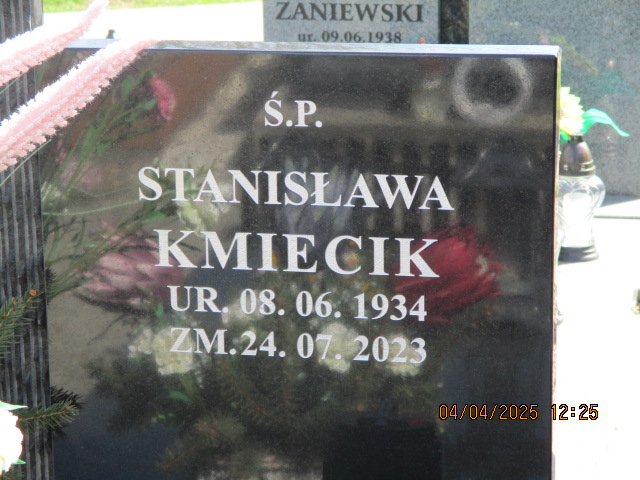 ZANIEWSKI
ur. 09.06.1938
Ś.P.
STANISŁAWA
KMIECIK
UR. 08. 06. 1934
ZM. 24. 07. 2023
04/04/2025 12:25